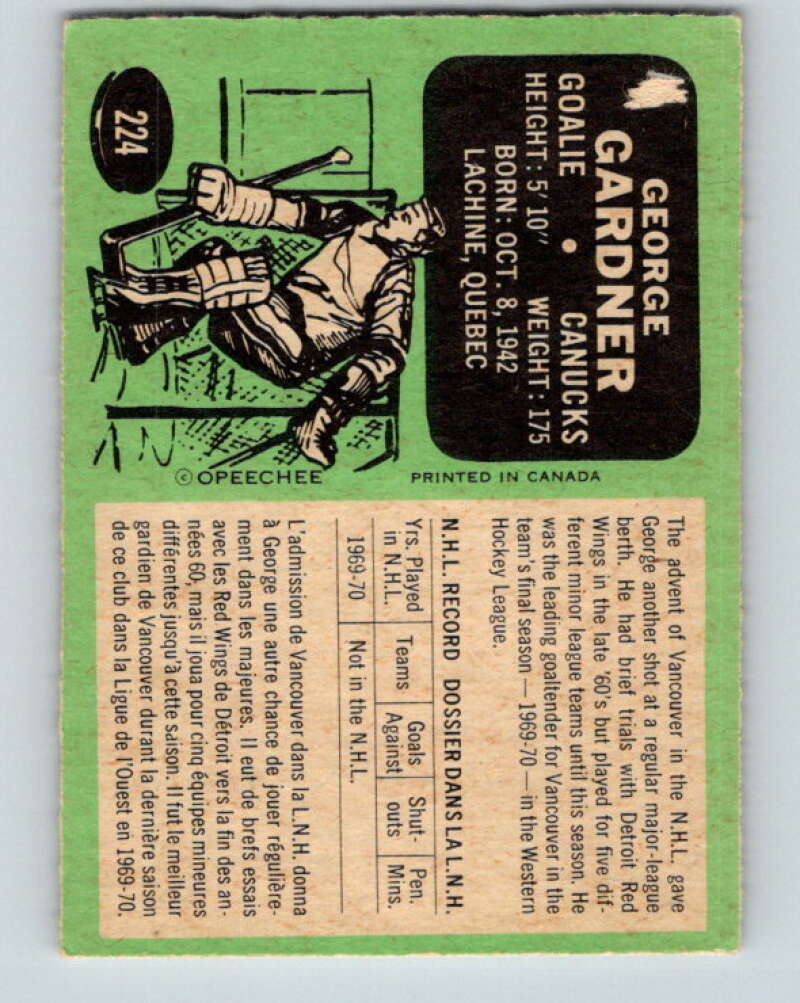 224
GEORGE
GARDNER
GOALIE • CANUCKS
HEIGHT: 5'10" WEIGHT: 175
BORN: OCT. 8, 1942
LACHINE, QUEBEC
© OPEECHEE
PRINTED IN CANADA
The advent of Vancouver in the N.H.L. gave
George another shot at a regular major-league
berth. He had brief trials with Detroit Red
Wings in the late '60's but played for five dif-
ferent minor league teams until this season. He
was the leading goaltender for Vancouver in the
team's final season — 1969-70 — in the Western
Hockey League.
N.H.L. RECORD DOSSIER DANS LA L.N.H.
Yrs. Played in N.H.L. Teams Goals Against Shut-outs Pen. Mins.
1969-70 Not in the N.H.L.
L'admission de Vancouver dans la L.N.H. donna
à George une autre chance de jouer régulière-
ment dans les majeures. Il eut de brefs essais
avec les Red Wings de Détroit vers la fin des an-
nées 60, mais il joua pour cinq équipes mineures
différentes jusqu'à cette saison. Il fut le meilleur
gardien de Vancouver durant la dernière saison
de ce club dans la Ligue de l'Ouest en 1969-70.